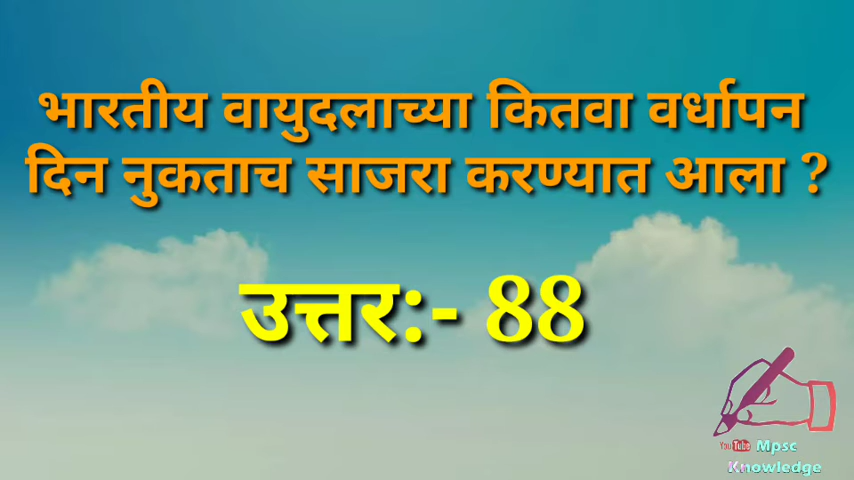 भारतीय वायुदलाच्या कितवा वर्धापन
दिन नुकताच साजरा करण्यात आला ?
उत्तर:- 88
YouTube Mpsc
Knowledge